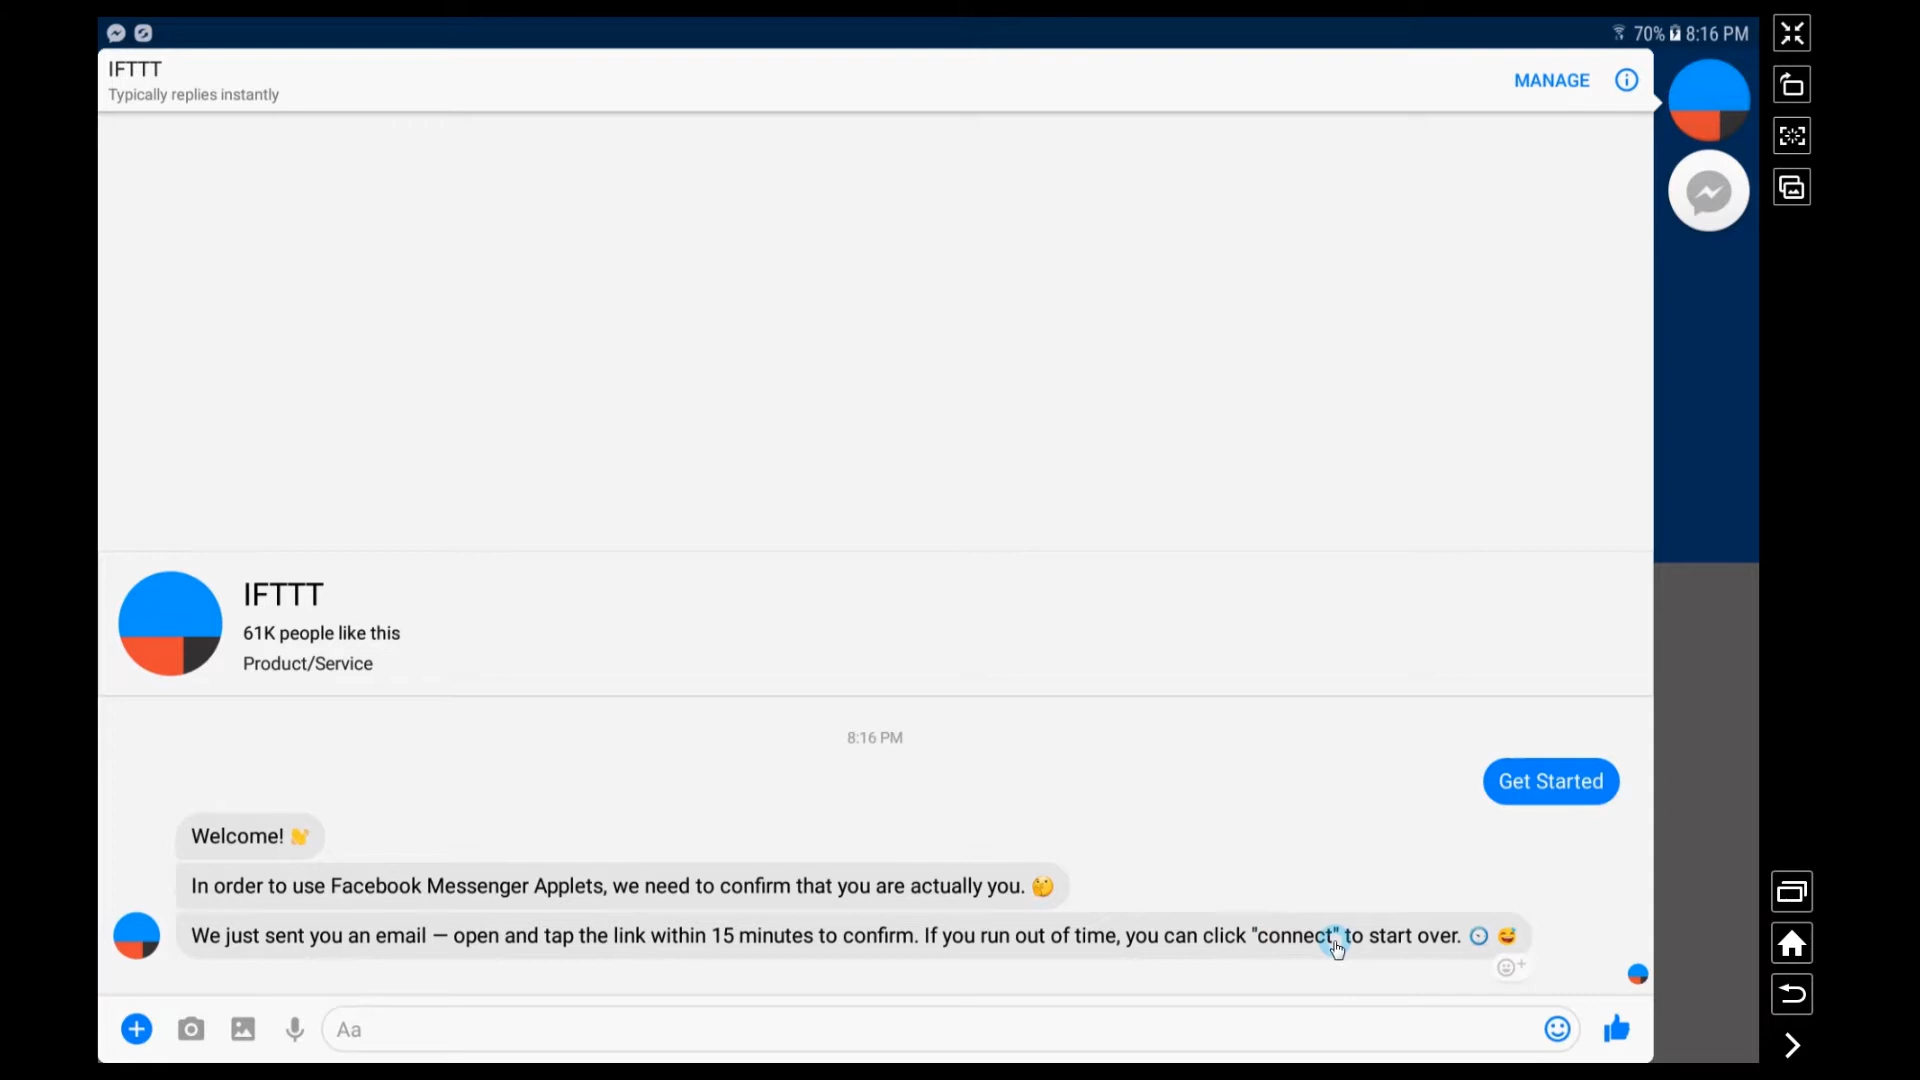 70% 8:16 PM
IFTTT
Typically replies instantly
MANAGE
IFTTT
61K people like this
Product/Service
8:16 PM
Get Started
Welcome! 👋
In order to use Facebook Messenger Applets, we need to confirm that you are actually you. 🤔
We just sent you an email — open and tap the link within 15 minutes to confirm. If you run out of time, you can click "connect" to start over. 🕙 😅
Aa